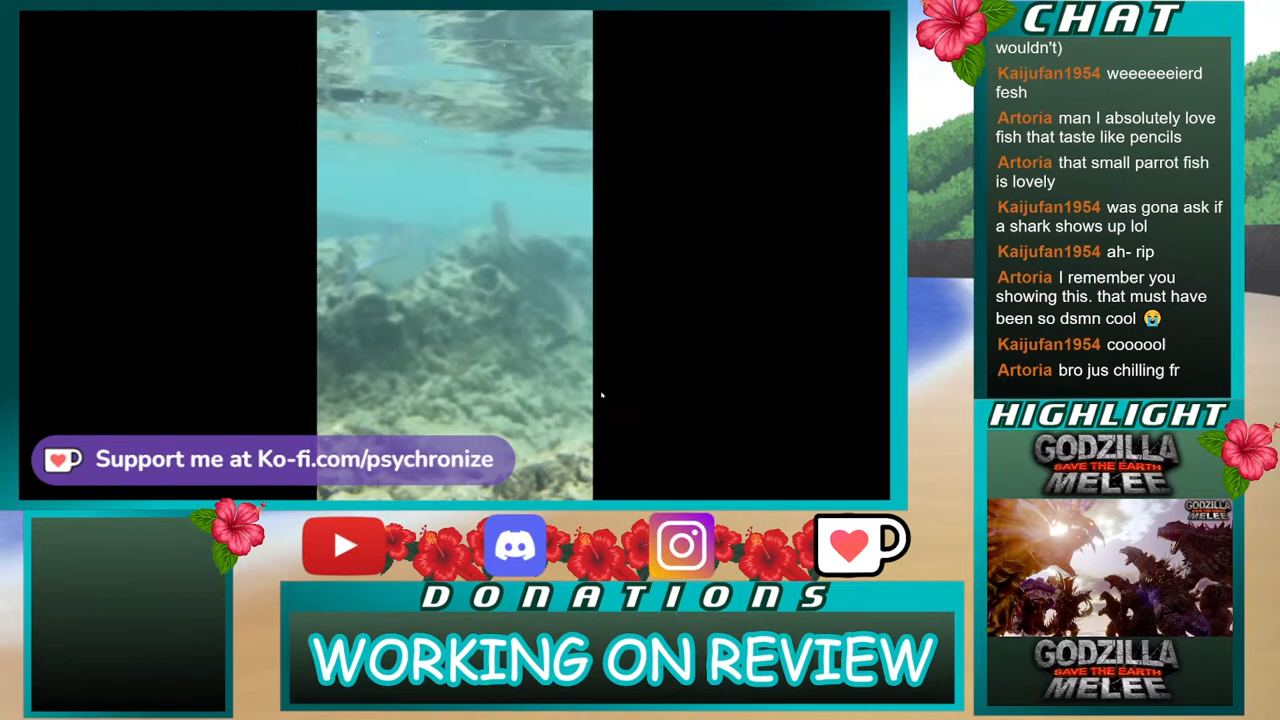 CHAT
wouldn't)
Kaijufan1954 weeeeeeierd
fesh
Artoria man I absolutely love
fish that taste like pencils
Artoria that small parrot fish
is lovely
Kaijufan1954 was gona ask if
a shark shows up lol
Kaijufan1954 ah- rip
Artoria I remember you
showing this. that must have
been so dsmn cool 😭
Kaijufan1954 coooool
Artoria bro jus chilling fr
Support me at Ko-fi.com/psychronize
HIGHLIGHT
GODZILLA
SAVE THE EARTH
MELEE
GODZILLA
MELEE
GODZILLA
SAVE THE EARTH
MELEE
DONATIONS
WORKING ON REVIEW